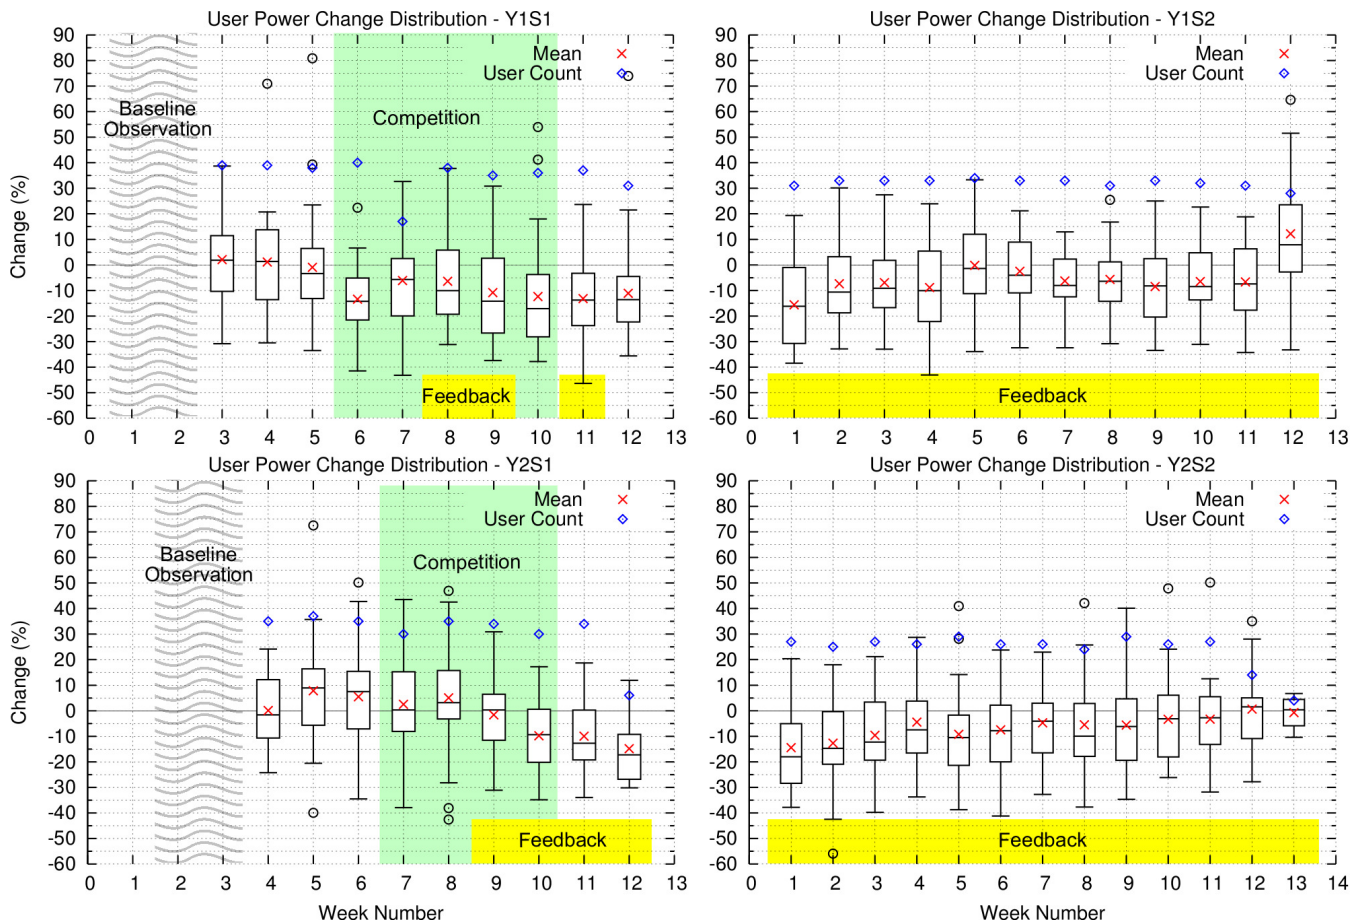 User Power Change Distribution - Y1S1
90
80
70
60
50
40
30
20
10
0
-10
-20
-30
-40
-50
-60
Change (%)
Mean
User Count
Baseline
Observation
Competition
Feedback
0 1 2 3 4 5 6 7 8 9 10 11 12 13
User Power Change Distribution - Y1S2
90
80
70
60
50
40
30
20
10
0
-10
-20
-30
-40
-50
-60
Mean
User Count
Feedback
0 1 2 3 4 5 6 7 8 9 10 11 12 13
User Power Change Distribution - Y2S1
90
80
70
60
50
40
30
20
10
0
-10
-20
-30
-40
-50
-60
Change (%)
Mean
User Count
Baseline
Observation
Competition
Feedback
0 1 2 3 4 5 6 7 8 9 10 11 12 13
Week Number
User Power Change Distribution - Y2S2
90
80
70
60
50
40
30
20
10
0
-10
-20
-30
-40
-50
-60
Mean
User Count
Feedback
0 1 2 3 4 5 6 7 8 9 10 11 12 13 14
Week Number